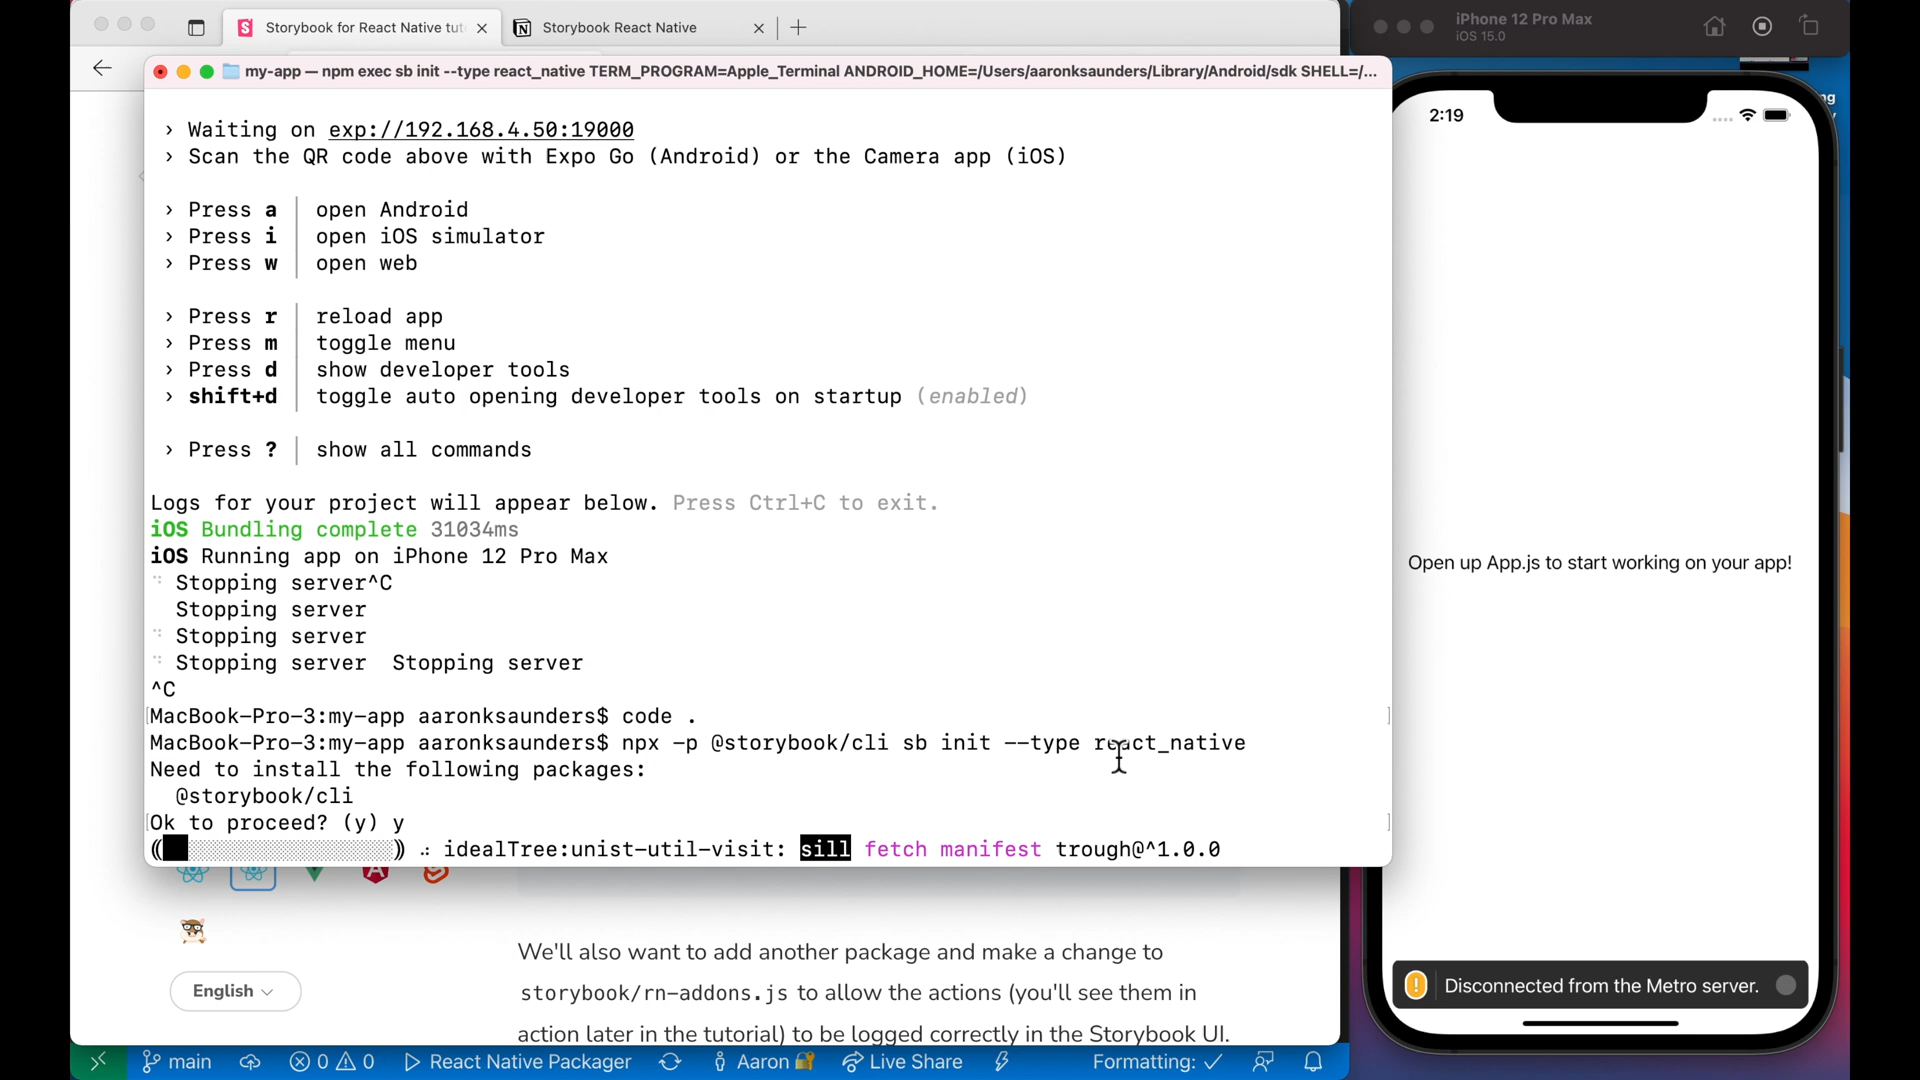 Storybook for React Native tut
Storybook React Native
my-app — npm exec sb init --type react_native TERM_PROGRAM=Apple_Terminal ANDROID_HOME=/Users/aaronksaunders/Library/Android/sdk SHELL=/...
› Waiting on exp://192.168.4.50:19000
› Scan the QR code above with Expo Go (Android) or the Camera app (iOS)
› Press a │ open Android
› Press i │ open iOS simulator
› Press w │ open web
› Press r │ reload app
› Press m │ toggle menu
› Press d │ show developer tools
› shift+d │ toggle auto opening developer tools on startup (enabled)
› Press ? │ show all commands
Logs for your project will appear below. Press Ctrl+C to exit.
iOS Bundling complete 31034ms
iOS Running app on iPhone 12 Pro Max
Stopping server^C
Stopping server
Stopping server
Stopping server  Stopping server
^C
MacBook-Pro-3:my-app aaronksaunders$ code .
MacBook-Pro-3:my-app aaronksaunders$ npx -p @storybook/cli sb init --type react_native
Need to install the following packages:
@storybook/cli
Ok to proceed? (y) y
idealTree:unist-util-visit: sill fetch manifest trough@^1.0.0
English
We'll also want to add another package and make a change to
storybook/rn-addons.js to allow the actions (you'll see them in
action later in the tutorial) to be logged correctly in the Storybook UI.
main
0 0
React Native Packager
Aaron
Live Share
Formatting: ✓
iPhone 12 Pro Max
iOS 15.0
ng
2:19
Open up App.js to start working on your app!
Disconnected from the Metro server.